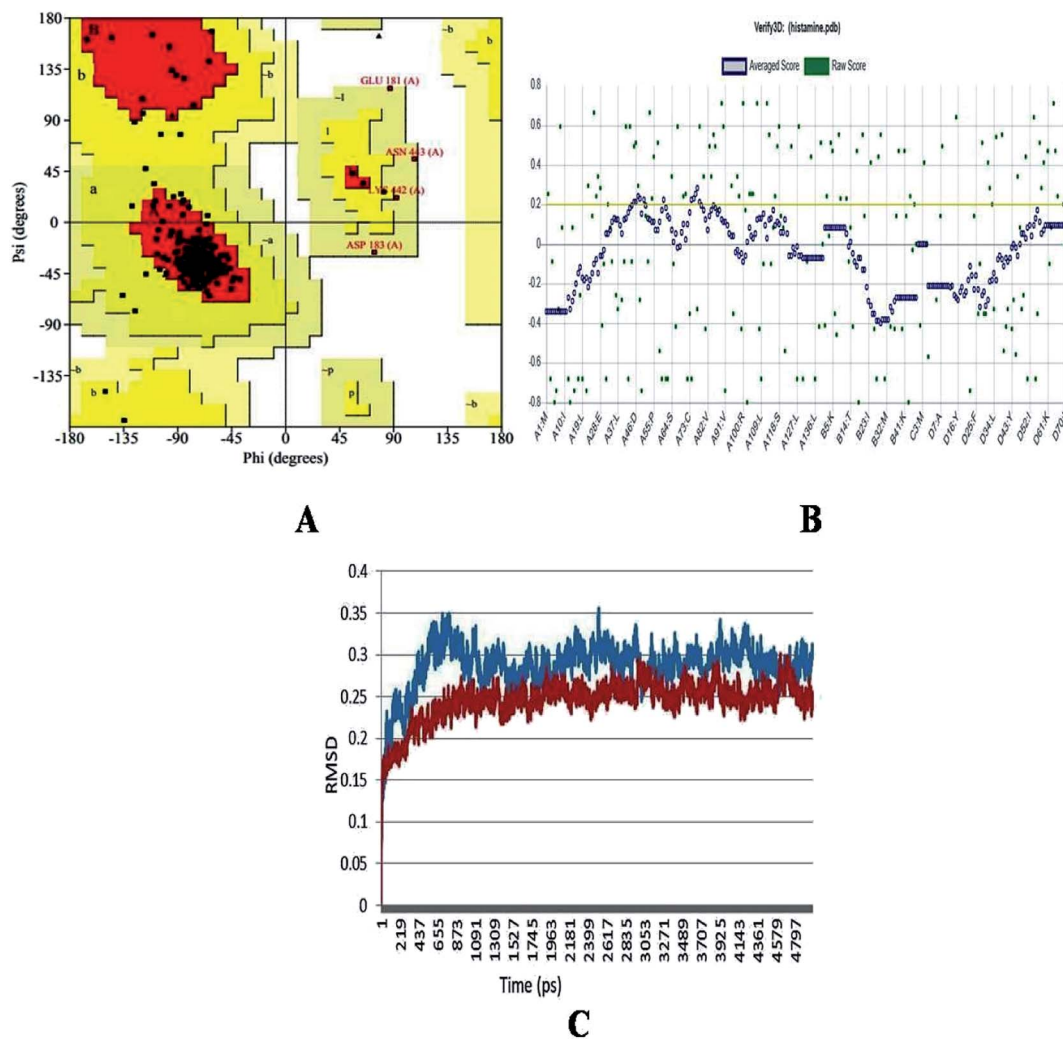 180
135
90
45
0
-45
-90
-135
-180 -135 -90 -45 0 45 90 135 180
Psi (degrees)
Phi (degrees)
B
b
~b
~b
b
GLU 181 (A)
~l
l
ASN 443 (A)
LYS 442 (A)
a
~a
ASP 183 (A)
~b
b
~b
~p
p
~b
A
Verify3D: (histamine.pdb)
Averaged Score Raw Score
0.8
0.6
0.4
0.2
0
-0.2
-0.4
-0.6
-0.8
A1:M A10:I A19:L A28:E A37:L A46:D A55:P A64:S A73:C A82:V A91:V A100:R A109:L A118:S A127:L A136:L B5:K B14:T B23:I B32:M B41:K C3:M D7:A D16:Y D25:F D34:L D43:Y D52:I D61:K D70:
B
0.4
0.35
0.3
0.25
0.2
0.15
0.1
0.05
0
RMSD
1 219 437 655 873 1091 1309 1527 1745 1963 2181 2399 2617 2835 3053 3271 3489 3707 3925 4143 4361 4579 4797
Time (ps)
C